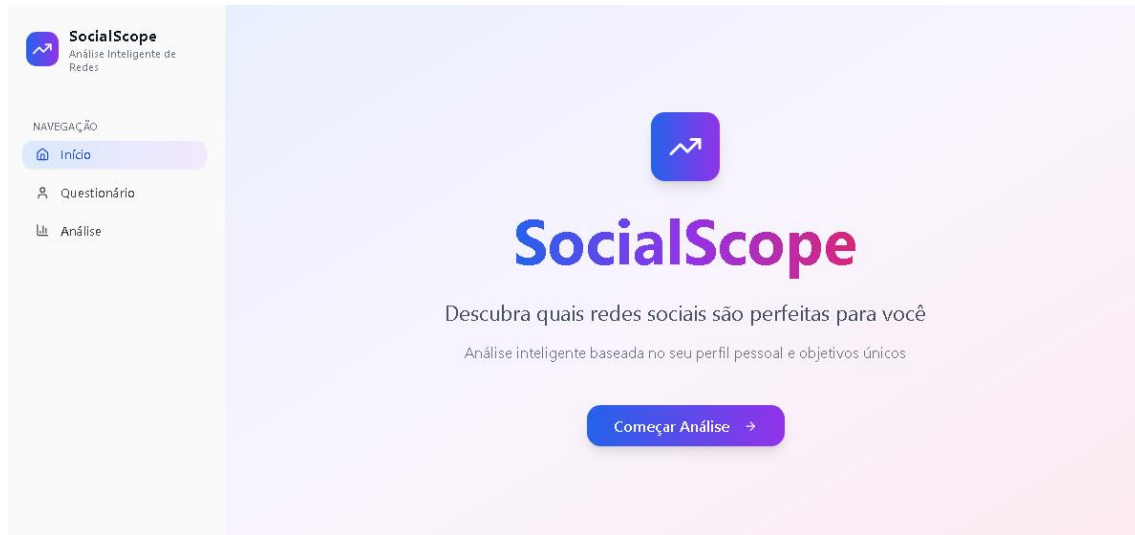 SocialScope
Análise Inteligente de
Redes
NAVEGAÇÃO
Início
Questionário
Análise
SocialScope
Descubra quais redes sociais são perfeitas para você
Análise inteligente baseada no seu perfil pessoal e objetivos únicos
Começar Análise